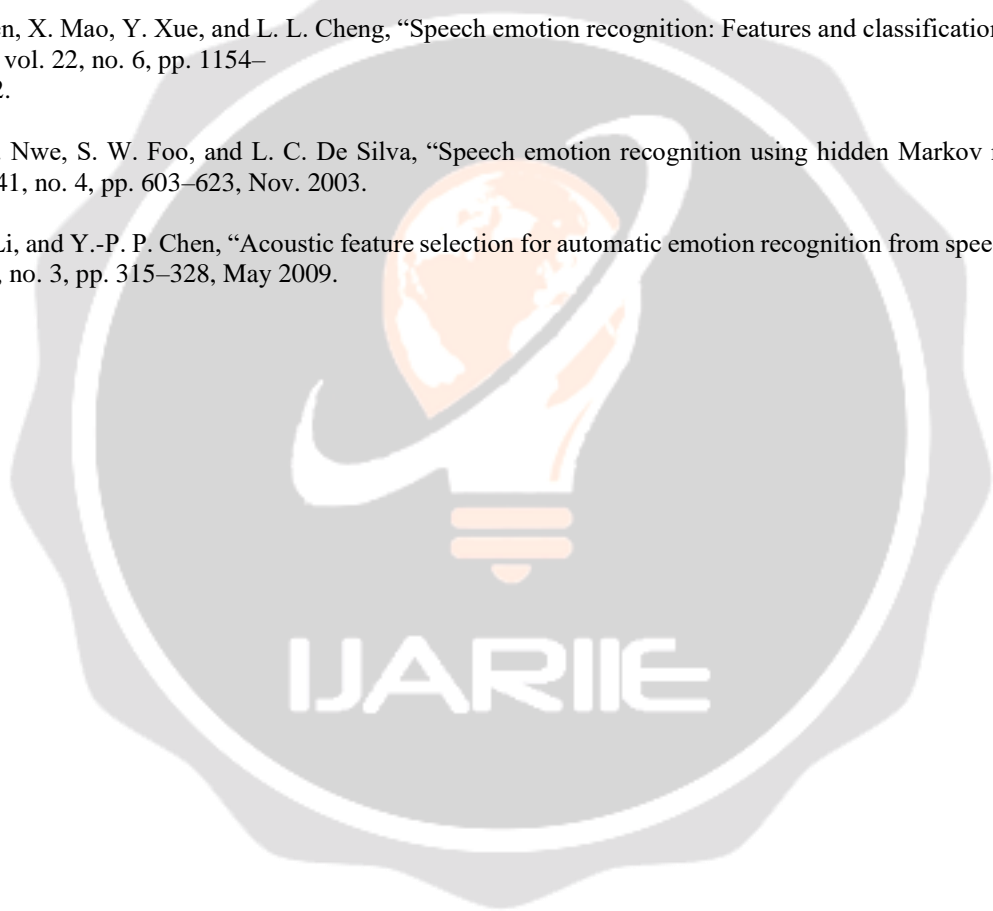 en, X. Mao, Y. Xue, and L. L. Cheng, “Speech emotion recognition: Features and classification
vol. 22, no. 6, pp. 1154–
2.
Nwe, S. W. Foo, and L. C. De Silva, “Speech emotion recognition using hidden Markov
41, no. 4, pp. 603–623, Nov. 2003.
Li, and Y.-P. P. Chen, “Acoustic feature selection for automatic emotion recognition from spee
, no. 3, pp. 315–328, May 2009.
IJARIIE